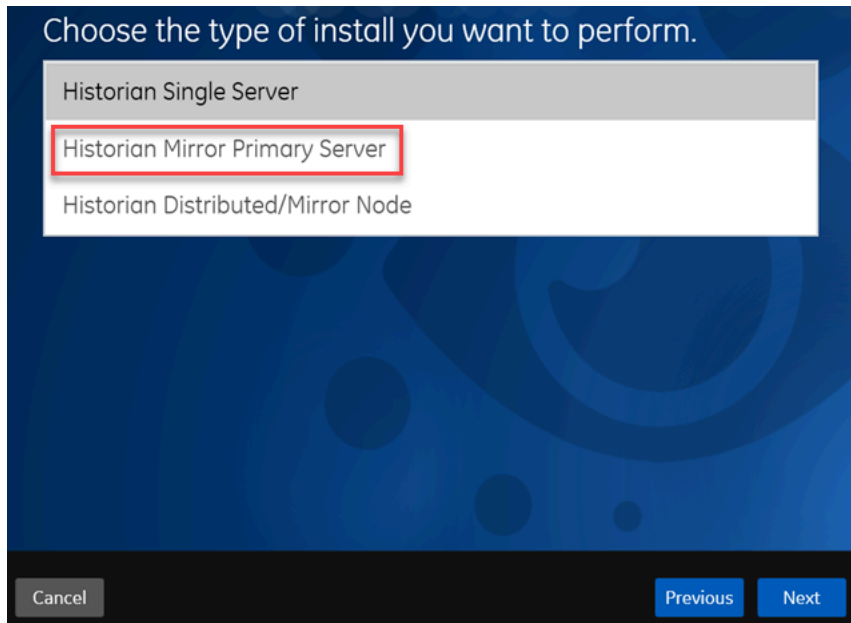 Choose the type of install you want to perform.
Historian Single Server
Historian Mirror Primary Server
Historian Distributed/Mirror Node
Cancel
Previous
Next